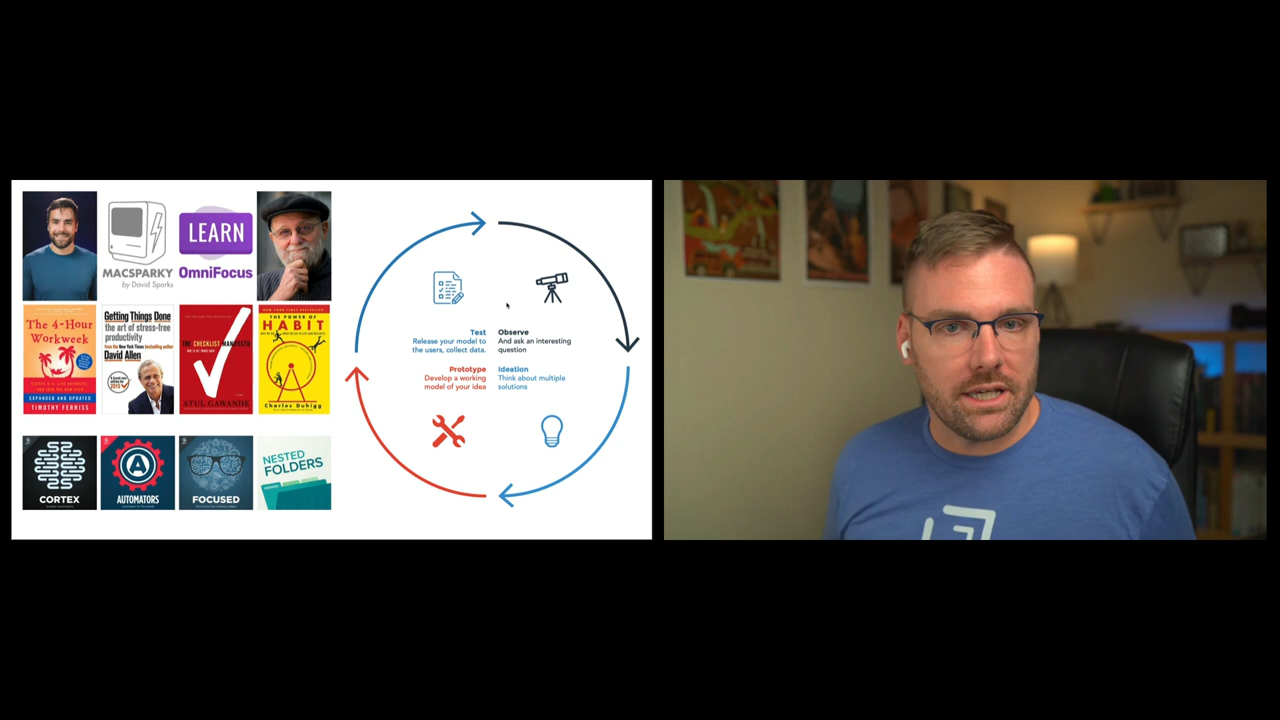 MACSPARKY
by David Sparks
LEARN
OmniFocus
The 4-Hour
Workweek
EXPANDED AND UPDATED
TIMOTHY FERRISS
Getting Things Done
the art of stress-free
productivity
David Allen
THE CHECKLIST MANIFESTO
ATUL GAWANDE
THE POWER OF
HABIT
Charles Duhigg
CORTEX
AUTOMATORS
FOCUSED
NESTED
FOLDERS
Test
Release your model to
the users, collect data.
Observe
And ask an interesting
question
Prototype
Develop a working
model of your idea
Ideation
Think about multiple
solutions